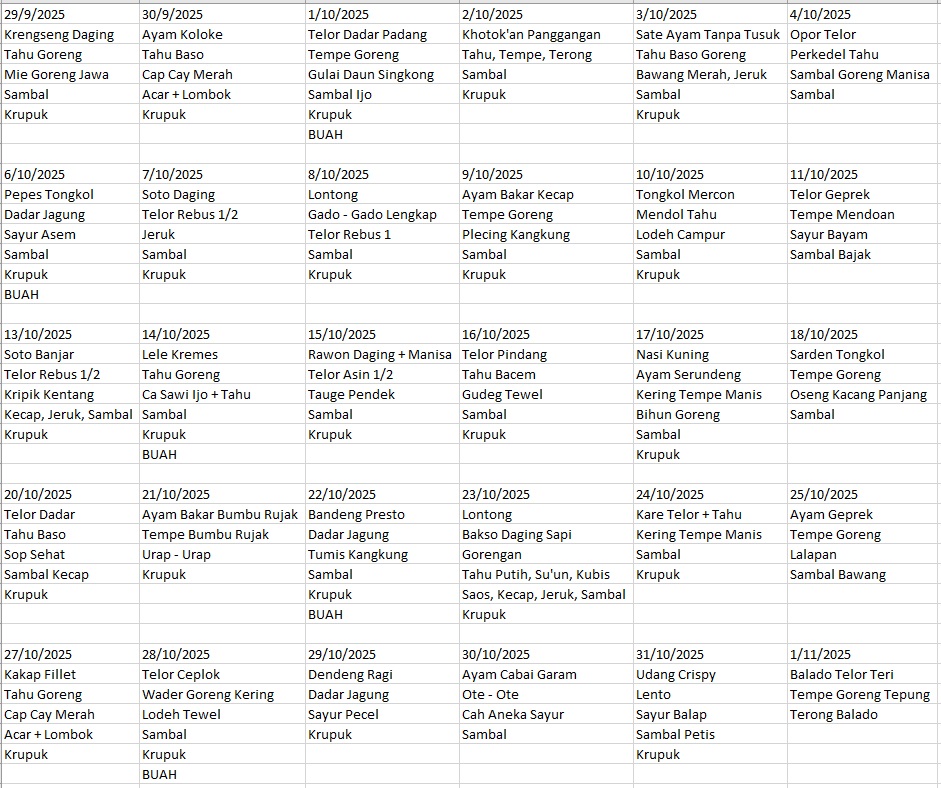 29/9/2025 30/9/2025 1/10/2025 2/10/2025 3/10/2025 4/10/2025
Krengseng Daging Ayam Koloke Telor Dadar Padang Khotok'an Panggangan Sate Ayam Tanpa Tusuk Opor Telor
Tahu Goreng Tahu Baso Tempe Goreng Tahu, Tempe, Terong Tahu Baso Goreng Perkedel Tahu
Mie Goreng Jawa Cap Cay Merah Gulai Daun Singkong Sambal Bawang Merah, Jeruk Sambal Goreng Manisa
Sambal Acar + Lombok Sambal Ijo Krupuk Sambal Sambal
Krupuk Krupuk Krupuk Krupuk
BUAH
6/10/2025 7/10/2025 8/10/2025 9/10/2025 10/10/2025 11/10/2025
Pepes Tongkol Soto Daging Lontong Ayam Bakar Kecap Tongkol Mercon Telor Geprek
Dadar Jagung Telor Rebus 1/2 Gado - Gado Lengkap Tempe Goreng Mendol Tahu Tempe Mendoan
Sayur Asem Jeruk Telor Rebus 1 Plecing Kangkung Lodeh Campur Sayur Bayam
Sambal Sambal Sambal Sambal Sambal Sambal Bajak
Krupuk Krupuk Krupuk Krupuk Krupuk
BUAH
13/10/2025 14/10/2025 15/10/2025 16/10/2025 17/10/2025 18/10/2025
Soto Banjar Lele Kremes Rawon Daging + Manisa Telor Pindang Nasi Kuning Sarden Tongkol
Telor Rebus 1/2 Tahu Goreng Telor Asin 1/2 Tahu Bacem Ayam Serundeng Tempe Goreng
Kripik Kentang Ca Sawi Ijo + Tahu Tauge Pendek Gudeg Tewel Kering Tempe Manis Oseng Kacang Panjang
Kecap, Jeruk, Sambal Sambal Sambal Sambal Bihun Goreng Sambal
Krupuk Krupuk Krupuk Krupuk Sambal
BUAH Krupuk
20/10/2025 21/10/2025 22/10/2025 23/10/2025 24/10/2025 25/10/2025
Telor Dadar Ayam Bakar Bumbu Rujak Bandeng Presto Lontong Kare Telor + Tahu Ayam Geprek
Tahu Baso Tempe Bumbu Rujak Dadar Jagung Bakso Daging Sapi Kering Tempe Manis Tempe Goreng
Sop Sehat Urap - Urap Tumis Kangkung Gorengan Sambal Lalapan
Sambal Kecap Krupuk Sambal Tahu Putih, Su'un, Kubis Krupuk Sambal Bawang
Krupuk Krupuk Saos, Kecap, Jeruk, Sambal
BUAH Krupuk
27/10/2025 28/10/2025 29/10/2025 30/10/2025 31/10/2025 1/11/2025
Kakap Fillet Telor Ceplok Dendeng Ragi Ayam Cabai Garam Udang Crispy Balado Telor Teri
Tahu Goreng Wader Goreng Kering Dadar Jagung Ote - Ote Lento Tempe Goreng Tepung
Cap Cay Merah Lodeh Tewel Sayur Pecel Cah Aneka Sayur Sayur Balap Terong Balado
Acar + Lombok Sambal Krupuk Sambal Sambal Petis
Krupuk Krupuk Krupuk
BUAH